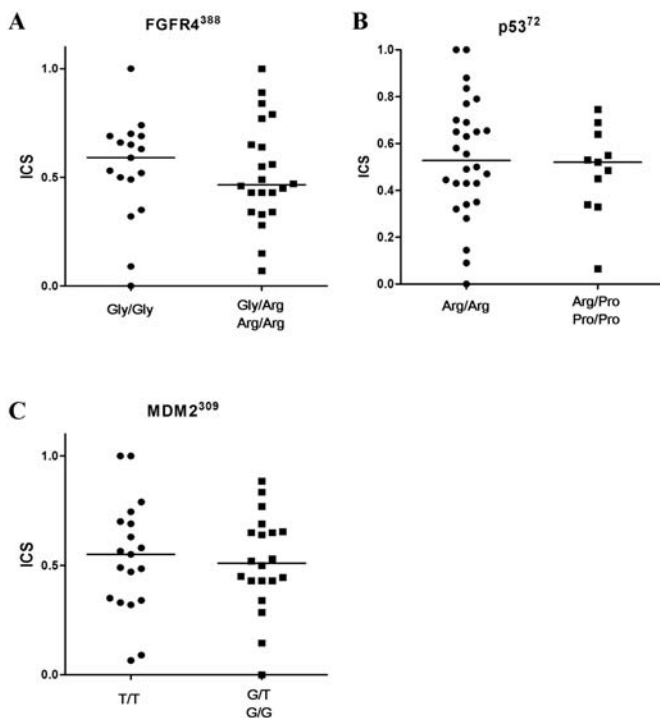 A
FGFR4³⁸⁸
1.0
0.5
0.0
ICS
Gly/Gly
Gly/Arg
Arg/Arg
B
p53⁷²
1.0
0.8
0.6
0.4
0.2
0.0
ICS
Arg/Arg
Arg/Pro
Pro/Pro
C
MDM2³⁰⁹
1.0
0.5
0.0
ICS
T/T
G/T
G/G